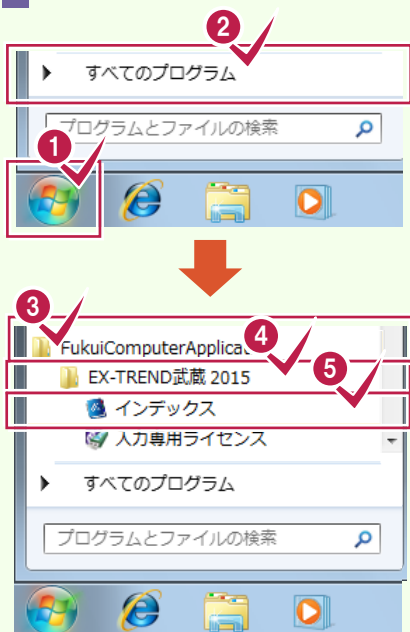 2
すべてのプログラム
プログラムとファイルの検索
1
3
FukuiComputerApplicat
4
EX-TREND武蔵 2015
5
インデックス
入力専用ライセンス
すべてのプログラム
プログラムとファイルの検索